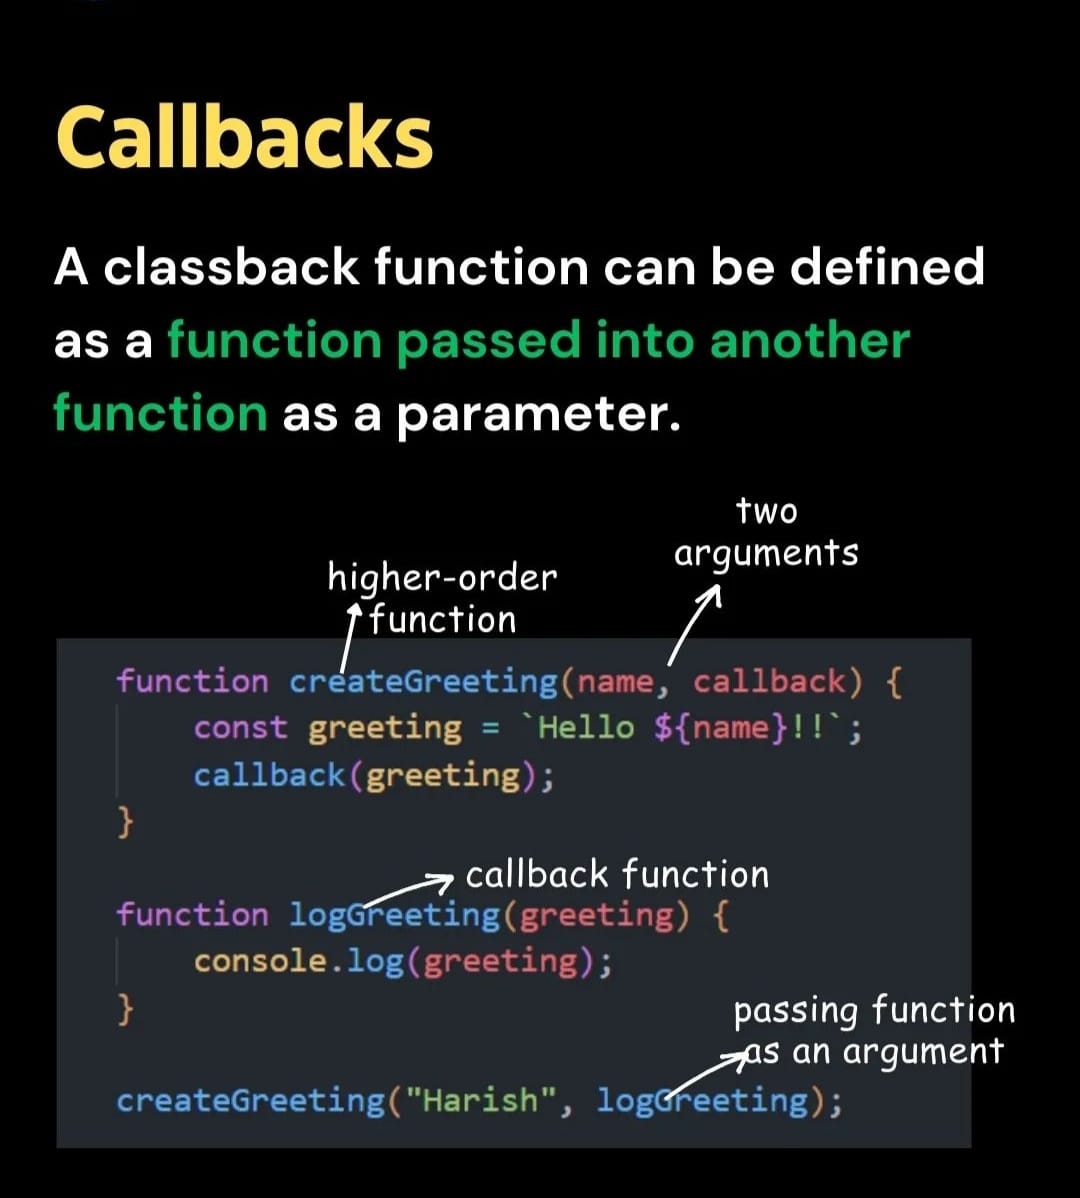 Callbacks
A classback function can be defined
as a function passed into another
function as a parameter.
two
arguments
higher-order
function
function createGreeting(name, callback) {
const greeting = `Hello ${name}!!`;
callback(greeting);
}
callback function
function logGreeting(greeting) {
console.log(greeting);
}
passing function
as an argument
createGreeting("Harish", logGreeting);